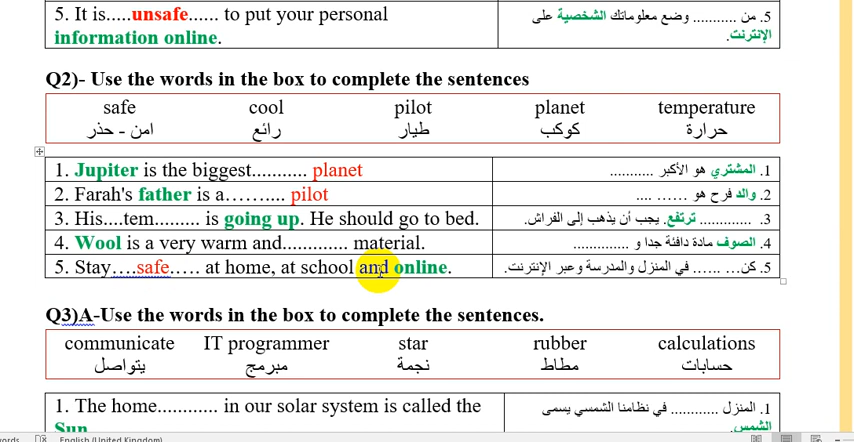 5. It is.....unsafe...... to put your personal
information online.
5. من ........... وضع معلوماتك الشخصية على
الإنترنت.
Q2)- Use the words in the box to complete the sentences
safe cool pilot planet temperature
امن - حذر رائع طيار كوكب حرارة
1. Jupiter is the biggest........... planet
1. المشتري هو الأكبر ...........
2. Farah's father is a…….... pilot
2. والد فرح هو …… ....
3. His....tem......... is going up. He should go to bed.
3. ............ ترتفع. يجب أن يذهب إلى الفراش.
4. Wool is a very warm and............. material.
4. الصوف مادة دافئة جدا و .............
5. Stay….safe….. at home, at school and online.
5. كن… …… في المنزل والمدرسة وعبر الإنترنت.
Q3)A-Use the words in the box to complete the sentences.
communicate IT programmer star rubber calculations
يتواصل مبرمج نجمة مطاط حسابات
1. The home............ in our solar system is called the
Sun
1. المنزل ........... في نظامنا الشمسي يسمى
الشمس.
English (United Kingdom)